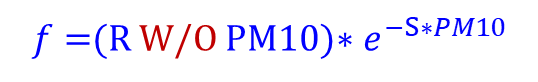 f =(R W/O PM10)* e^{-S*PM10}